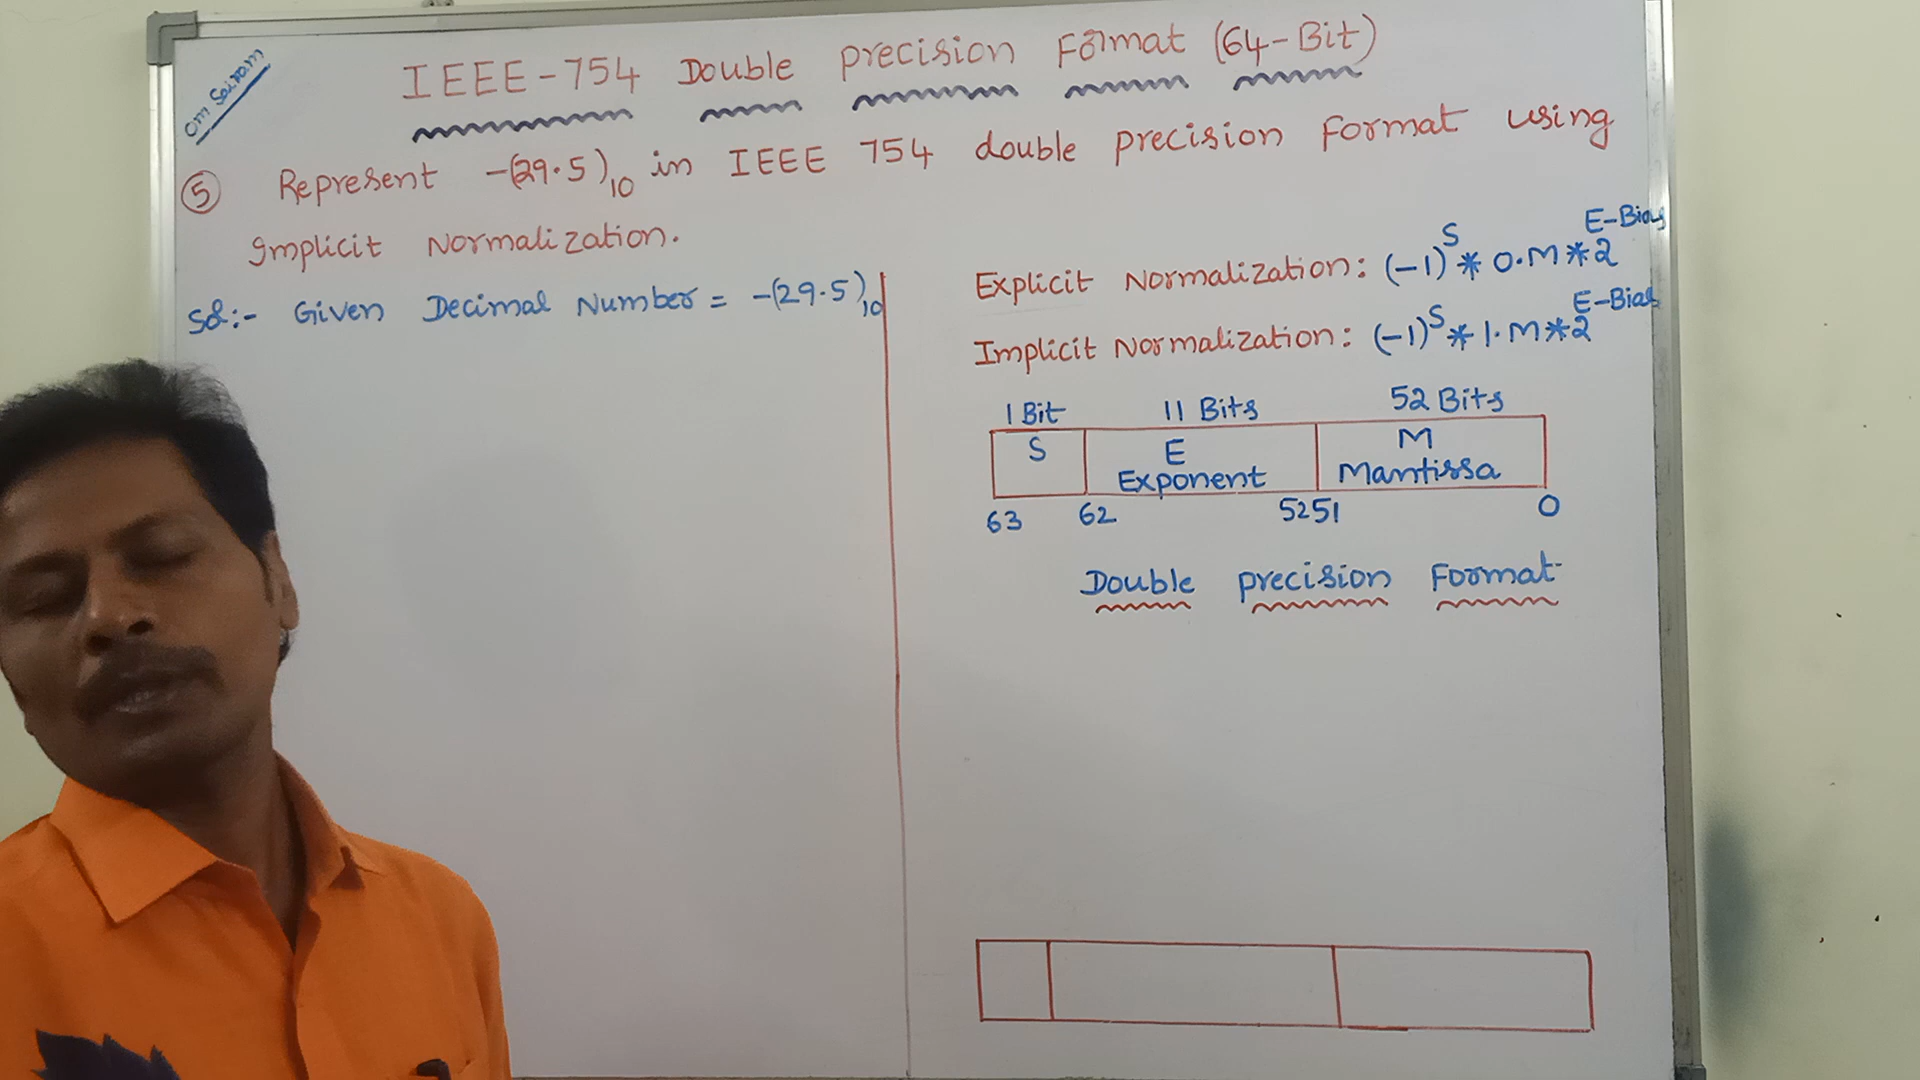 Om Sairam
IEEE-754 Double precision Format (64-Bit)
⑤ Represent -(29.5)₁₀ in IEEE 754 double precision Format using
Implicit Normalization.
Sol:- Given Decimal Number = -(29.5)₁₀
Explicit Normalization: (-1)^S * 0.M * 2^E-Bias
Implicit Normalization: (-1)^S * 1.M * 2^E-Bias
1 Bit 11 Bits 52 Bits
S E M
Exponent Mantissa
63 62 52 51 0
Double precision Format